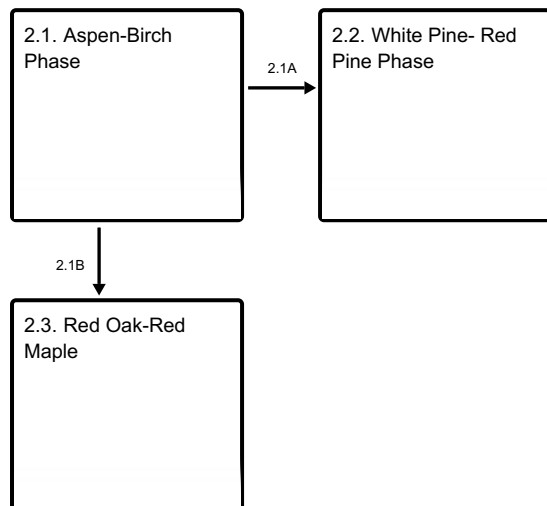 2.1. Aspen-Birch
Phase
2.1A
2.2. White Pine- Red
Pine Phase
2.1B
2.3. Red Oak-Red
Maple